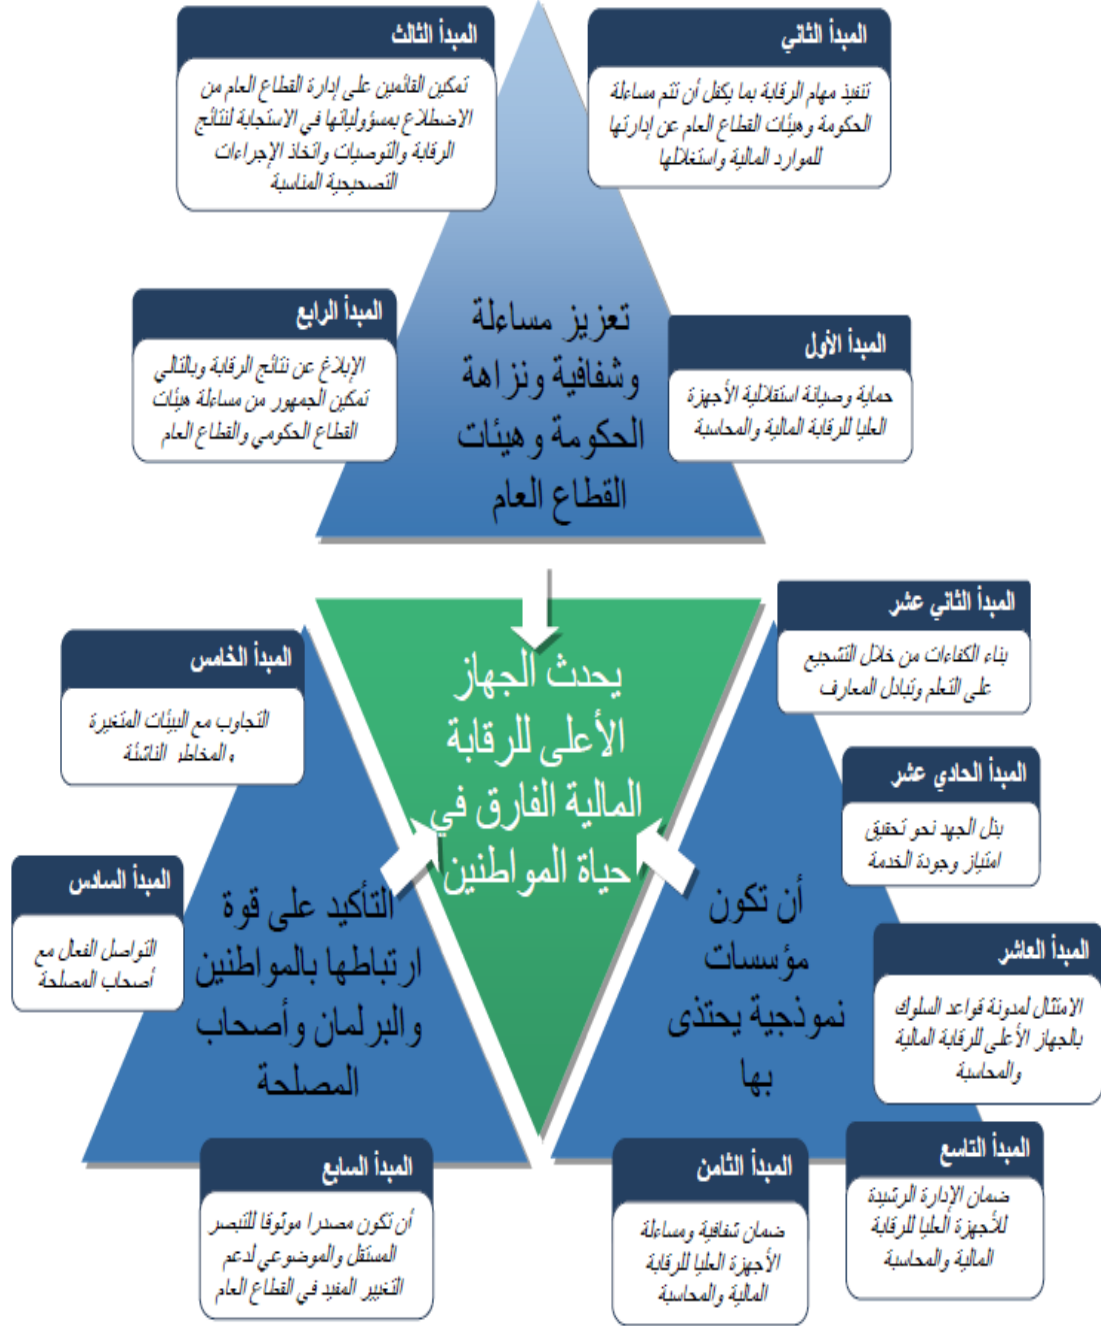 المبدأ الثاني
تنفيذ مهام الرقابة بما يكفل أن تتم مساءلة
الحكومة وهيئات القطاع العام عن إدارتها
للموارد المالية واستغلالها
المبدأ الثالث
تمكين القائمين على إدارة القطاع العام من
الاضطلاع بمسؤولياتها في الاستجابة لنتائج
الرقابة والتوصيات واتخاذ الإجراءات
التصحيحية المناسبة
المبدأ الأول
حماية وصيانة استقلالية الأجهزة
العليا للرقابة المالية والمحاسبة
المبدأ الرابع
الإبلاغ عن نتائج الرقابة وبالتالي
تمكين الجمهور من مساءلة هيئات
القطاع الحكومي والقطاع العام
تعزيز مساءلة
وشفافية ونزاهة
الحكومة وهيئات
القطاع العام
يحدث الجهاز
الأعلى للرقابة
المالية الفارق في
حياة المواطنين
المبدأ الثاني عشر
بناء الكفاءات من خلال التشجيع
على التعلم وتبادل المعارف
المبدأ الحادي عشر
بذل الجهد نحو تحقيق
امتياز وجودة الخدمة
المبدأ العاشر
الامتثال لمدونة قواعد السلوك
بالجهاز الأعلى للرقابة المالية
والمحاسبة
المبدأ التاسع
ضمان الإدارة الرشيدة
للأجهزة العليا للرقابة
المالية والمحاسبة
المبدأ الثامن
ضمان شفافية ومساءلة
الأجهزة العليا للرقابة
المالية والمحاسبة
أن تكون
مؤسسات
نموذجية يحتذى
بها
المبدأ الخامس
التجاوب مع البيئات المتغيرة
والمخاطر الناشئة
المبدأ السادس
التواصل الفعال مع
أصحاب المصلحة
التأكيد على قوة
ارتباطها بالمواطنين
والبرلمان وأصحاب
المصلحة
المبدأ السابع
أن تكون مصدرا موثوقا للتبصر
المستقل والموضوعي لدعم
التغيير المفيد في القطاع العام